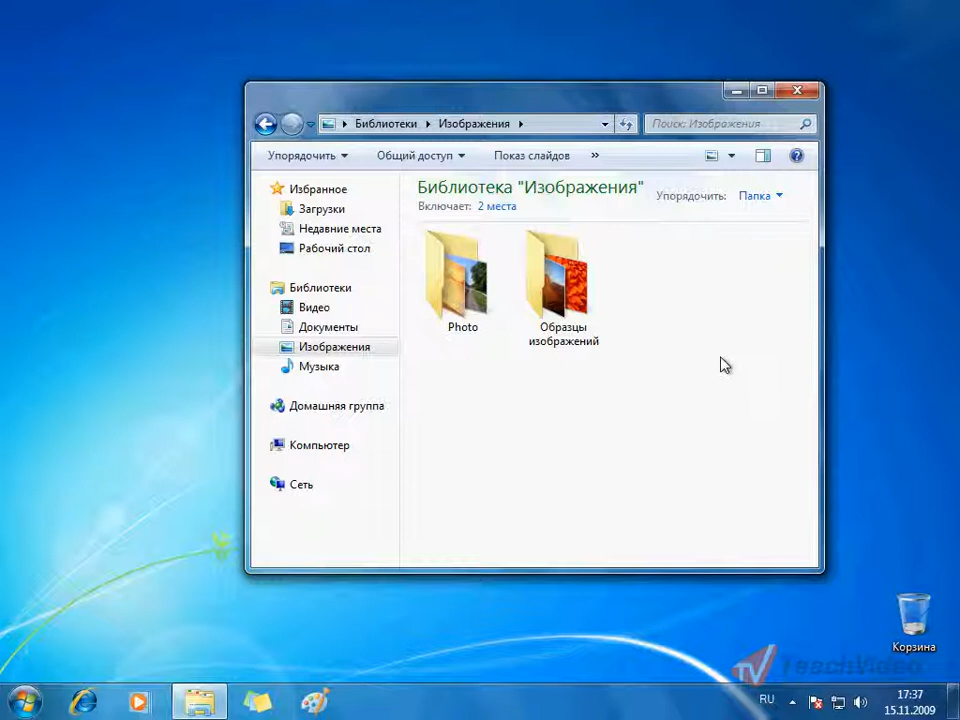 Библиотеки Изображения
Поиск: Изображения
Упорядочить Общий доступ Показ слайдов »
Избранное
Загрузки
Недавние места
Рабочий стол
Библиотеки
Видео
Документы
Изображения
Музыка
Домашняя группа
Компьютер
Сеть
Библиотека "Изображения"
Включает: 2 места
Упорядочить: Папка
Photo
Образцы
изображений
Корзина
TeachVideo
RU
17:37
15.11.2009